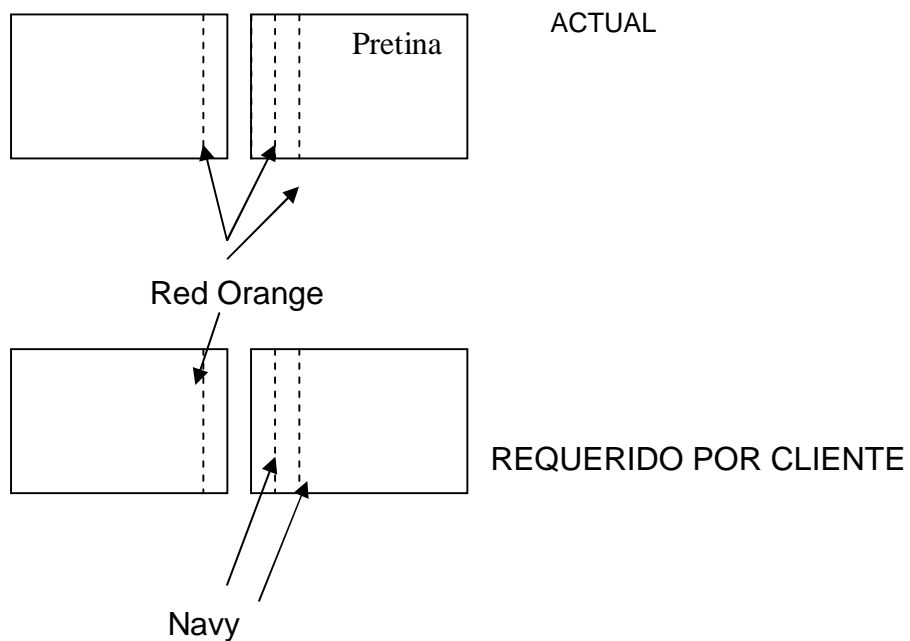 ACTUAL
Pretina
Red Orange
REQUERIDO POR CLIENTE
Navy